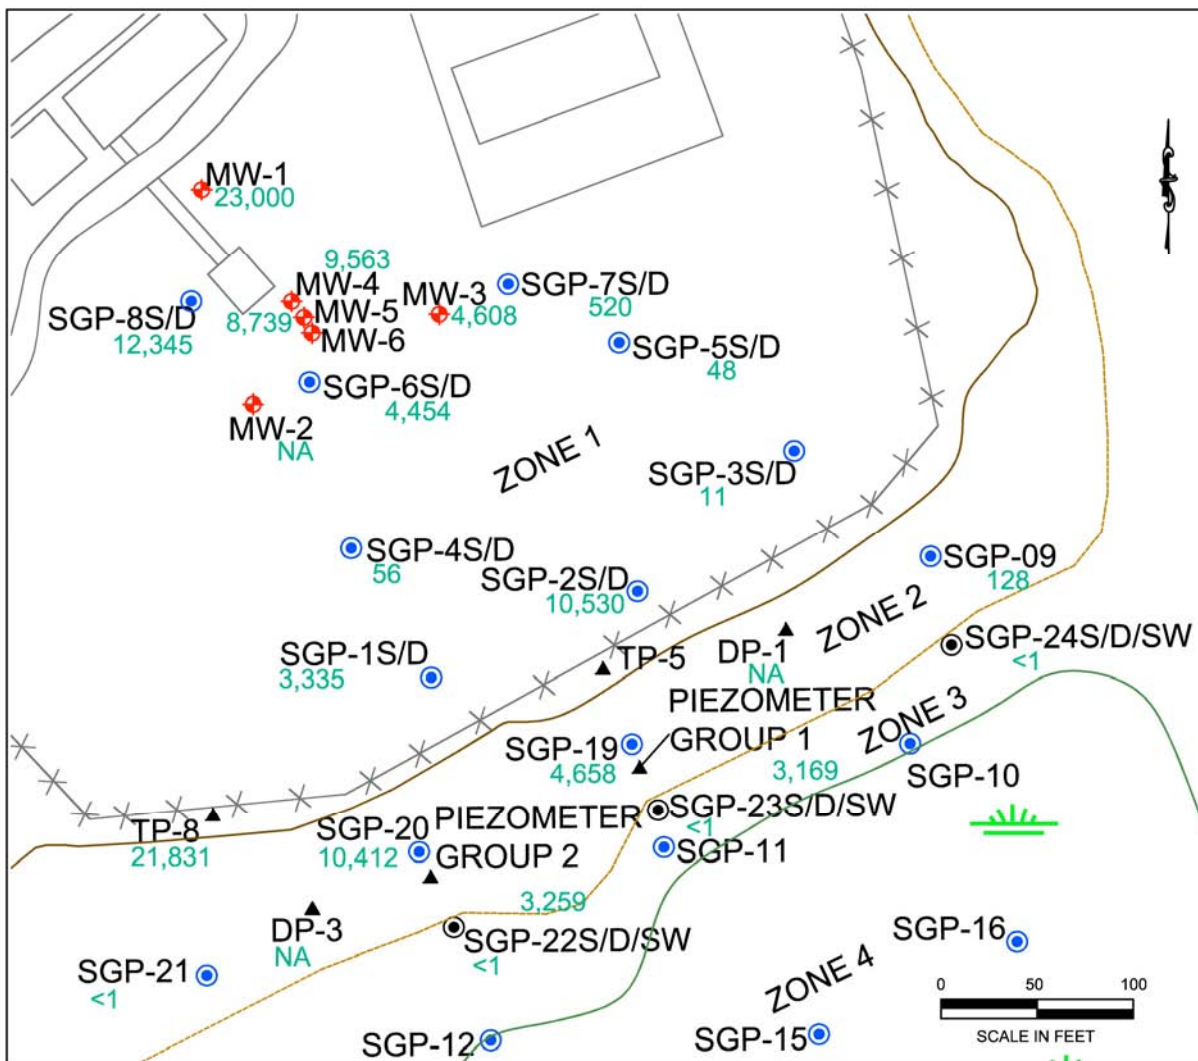 MW-1
23,000
9,563
MW-4
SGP-7S/D
520
SGP-8S/D
12,345
8,739
MW-5
MW-3
4,608
MW-6
SGP-5S/D
48
SGP-6S/D
4,454
MW-2
NA
ZONE 1
SGP-3S/D
11
SGP-4S/D
56
SGP-2S/D
10,530
SGP-09
128
ZONE 2
SGP-24S/D/SW
<1
SGP-1S/D
3,335
TP-5
DP-1
NA
PIEZOMETER
GROUP 1
ZONE 3
SGP-19
4,658
3,169
SGP-10
SGP-23S/D/SW
<1
TP-8
21,831
SGP-20
10,412
PIEZOMETER
GROUP 2
SGP-11
3,259
DP-3
NA
SGP-22S/D/SW
<1
SGP-21
<1
SGP-16
ZONE 4
SGP-12
SGP-15
0 50 100
SCALE IN FEET